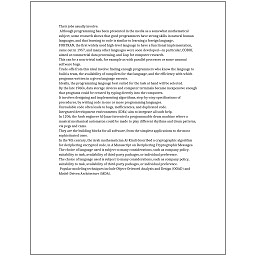 Their jobs usually involve:
Although programming has been presented in the media as a somewhat mathematical
subject, some research shows that good programmers have strong skills in natural human
languages, and that learning to code is similar to learning a foreign language.
FORTRAN, the first widely used high-level language to have a functional implementation,
came out in 1957, and many other languages were soon developed—in particular, COBOL
aimed at commercial data processing, and Lisp for computer research.
This can be a non-trivial task, for example as with parallel processes or some unusual
software bugs.
Trade-offs from this ideal involve finding enough programmers who know the language to
build a team, the availability of compilers for that language, and the efficiency with which
programs written in a given language execute.
Ideally, the programming language best suited for the task at hand will be selected.
By the late 1960s, data storage devices and computer terminals became inexpensive enough
that programs could be created by typing directly into the computers.
It involves designing and implementing algorithms, step-by-step specifications of
procedures, by writing code in one or more programming languages.
Unreadable code often leads to bugs, inefficiencies, and duplicated code.
Integrated development environments (IDEs) aim to integrate all such help.
In 1206, the Arab engineer Al-Jazari invented a programmable drum machine where a
musical mechanical automaton could be made to play different rhythms and drum patterns,
via pegs and cams.
They are the building blocks for all software, from the simplest applications to the most
sophisticated ones.
In the 9th century, the Arab mathematician Al-Kindi described a cryptographic algorithm
for deciphering encrypted code, in A Manuscript on Deciphering Cryptographic Messages.
The choice of language used is subject to many considerations, such as company policy,
suitability to task, availability of third-party packages, or individual preference.
The choice of language used is subject to many considerations, such as company policy,
suitability to task, availability of third-party packages, or individual preference.
Popular modeling techniques include Object-Oriented Analysis and Design (OOAD) and
Model-Driven Architecture (MDA).